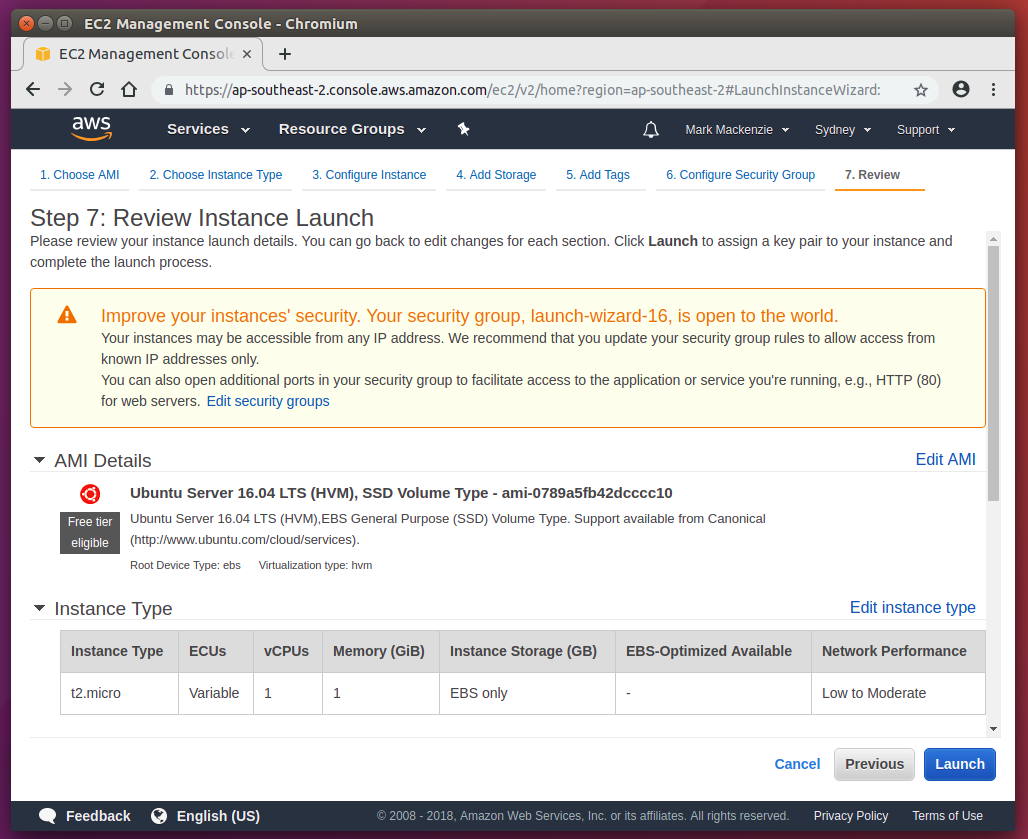 EC2 Management Console - Chromium
EC2 Management Consol
https://ap-southeast-2.console.aws.amazon.com/ec2/v2/home?region=ap-southeast-2#LaunchInstanceWizard:
aws Services Resource Groups Mark Mackenzie Sydney Support
1. Choose AMI 2. Choose Instance Type 3. Configure Instance 4. Add Storage 5. Add Tags 6. Configure Security Group 7. Review
Step 7: Review Instance Launch
Please review your instance launch details. You can go back to edit changes for each section. Click Launch to assign a key pair to your instance and
complete the launch process.
Improve your instances' security. Your security group, launch-wizard-16, is open to the world.
Your instances may be accessible from any IP address. We recommend that you update your security group rules to allow access from
known IP addresses only.
You can also open additional ports in your security group to facilitate access to the application or service you're running, e.g., HTTP (80)
for web servers. Edit security groups
AMI Details Edit AMI
Ubuntu Server 16.04 LTS (HVM), SSD Volume Type - ami-0789a5fb42dcccc10
Free tier
eligible
Ubuntu Server 16.04 LTS (HVM),EBS General Purpose (SSD) Volume Type. Support available from Canonical
(http://www.ubuntu.com/cloud/services).
Root Device Type: ebs Virtualization type: hvm
Instance Type Edit instance type
Instance Type ECUs vCPUs Memory (GiB) Instance Storage (GB) EBS-Optimized Available Network Performance
t2.micro Variable 1 1 EBS only - Low to Moderate
Cancel Previous Launch
Feedback English (US) © 2008 - 2018, Amazon Web Services, Inc. or its affiliates. All rights reserved. Privacy Policy Terms of Use